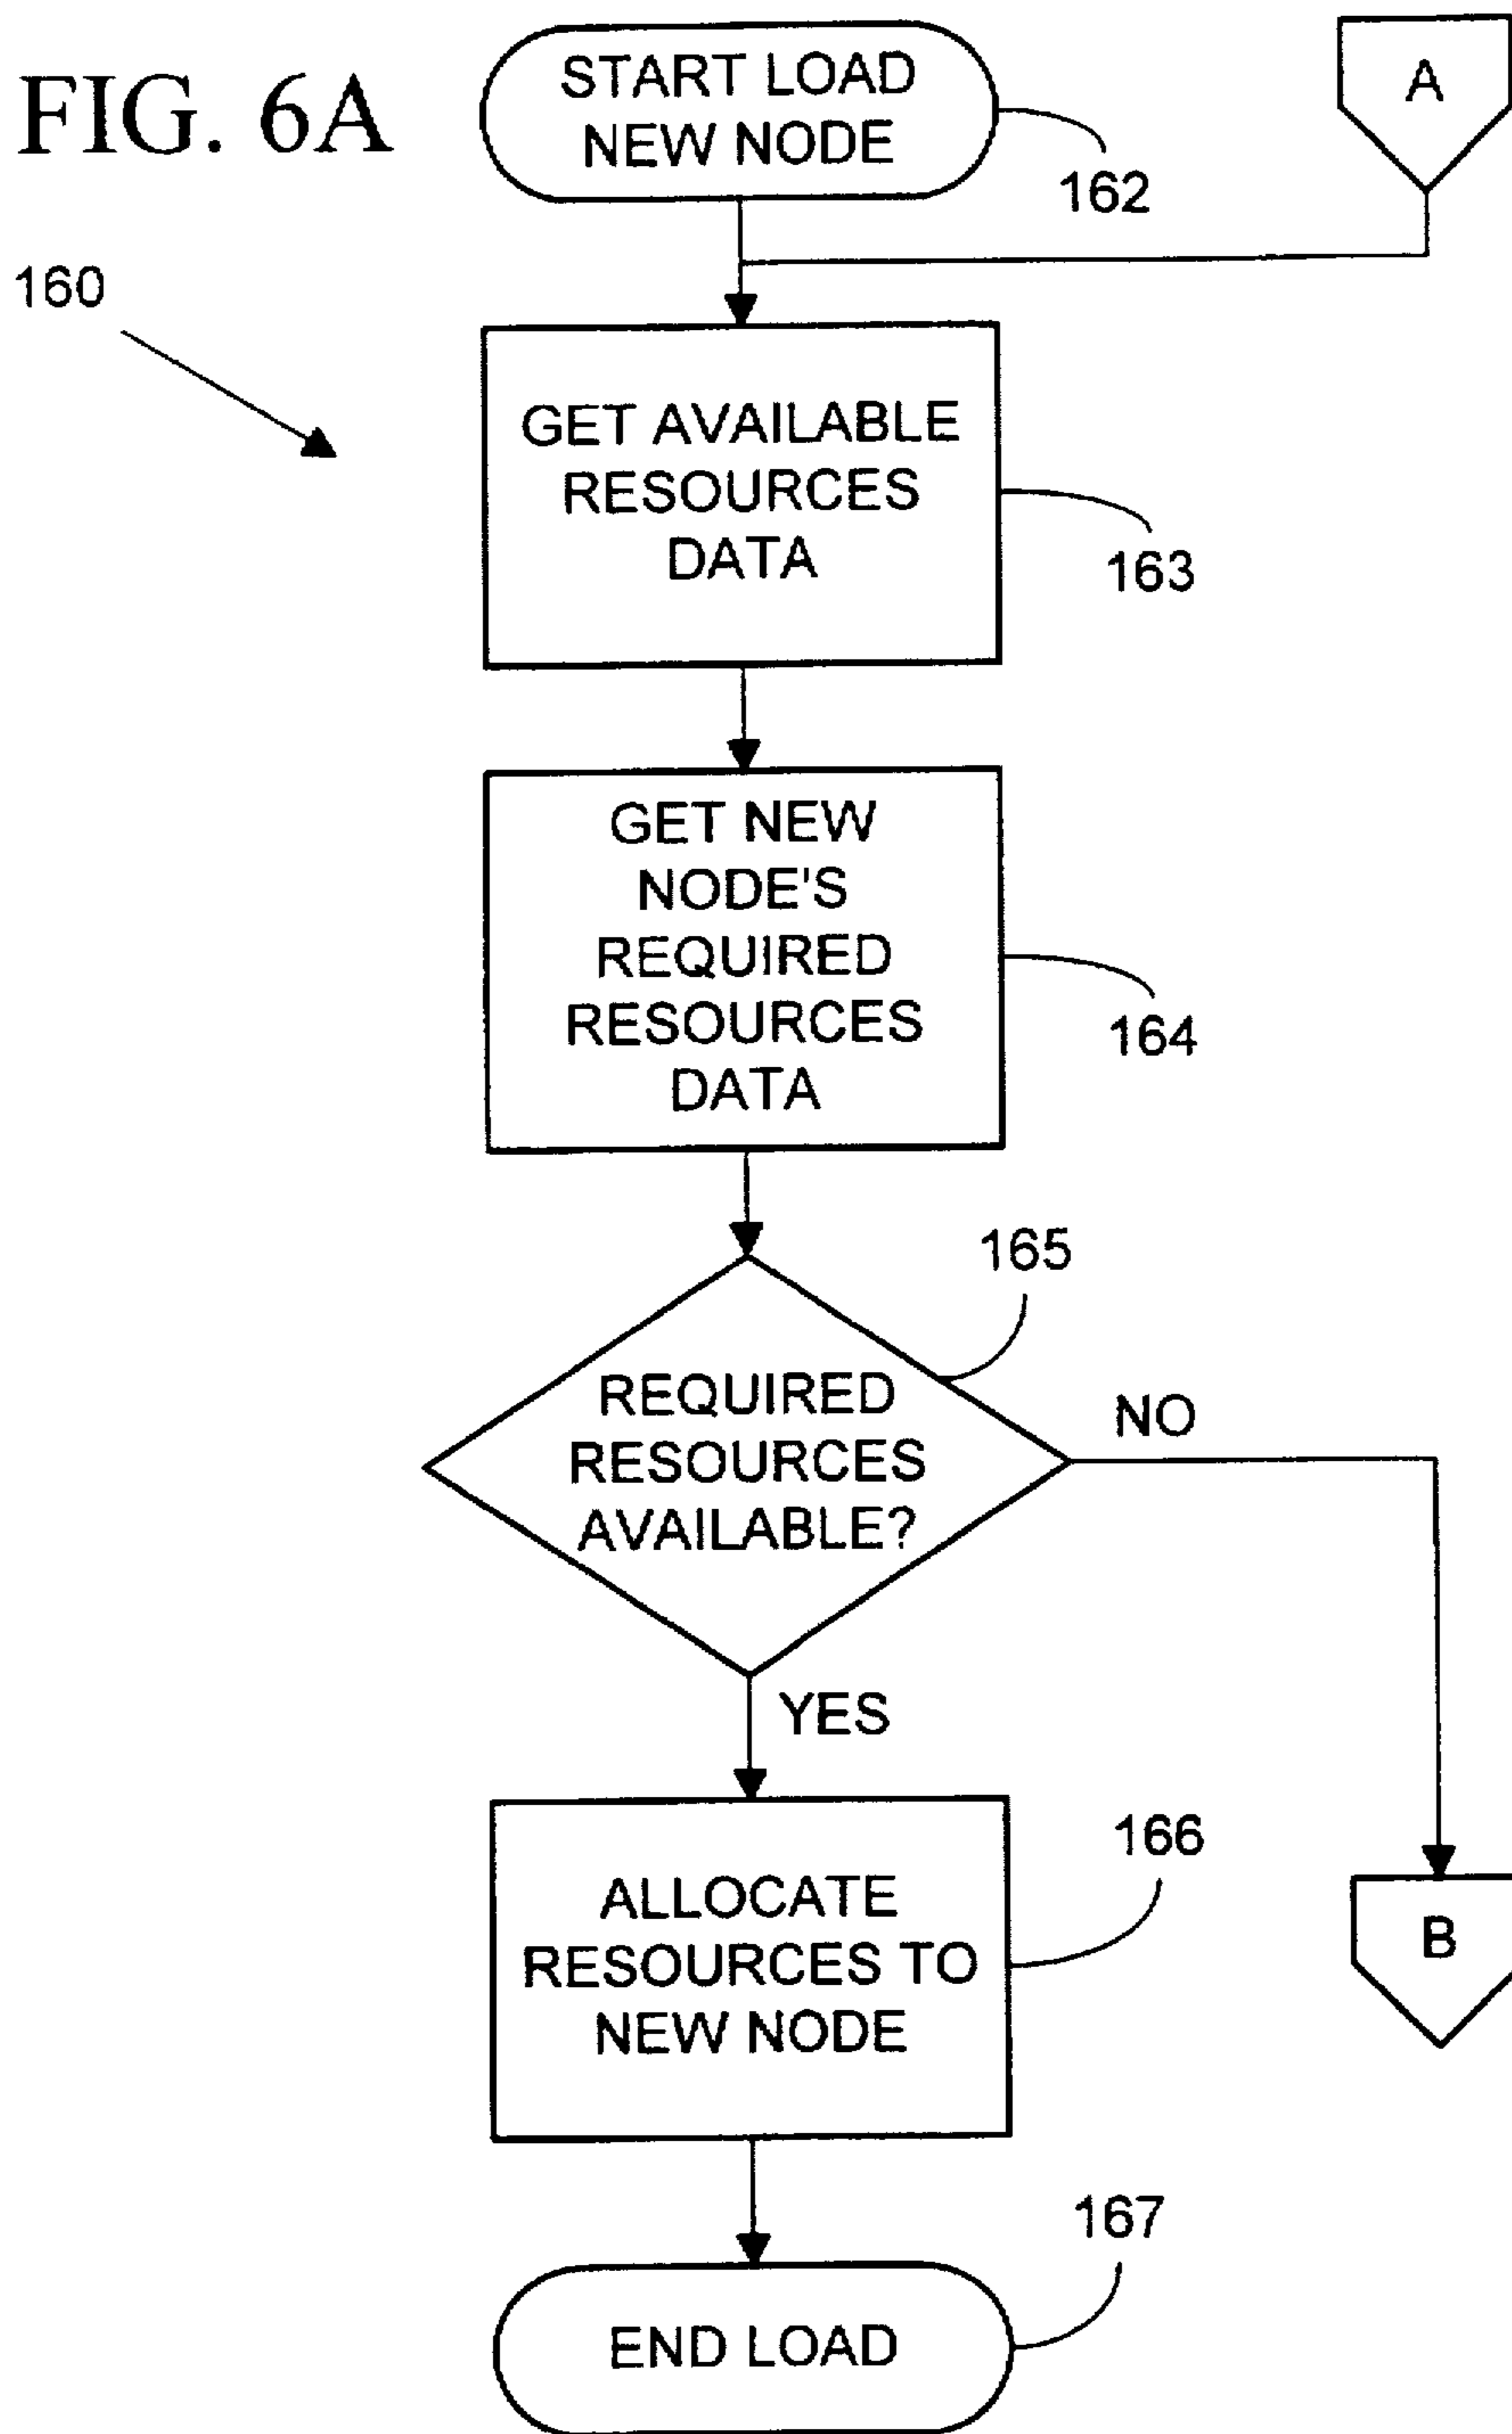 FIG. 6A
START LOAD
NEW NODE
162
A
160
GET AVAILABLE
RESOURCES
DATA
163
GET NEW
NODE'S
REQUIRED
RESOURCES
DATA
164
165
REQUIRED
RESOURCES
AVAILABLE?
NO
YES
ALLOCATE
RESOURCES TO
NEW NODE
166
B
167
END LOAD